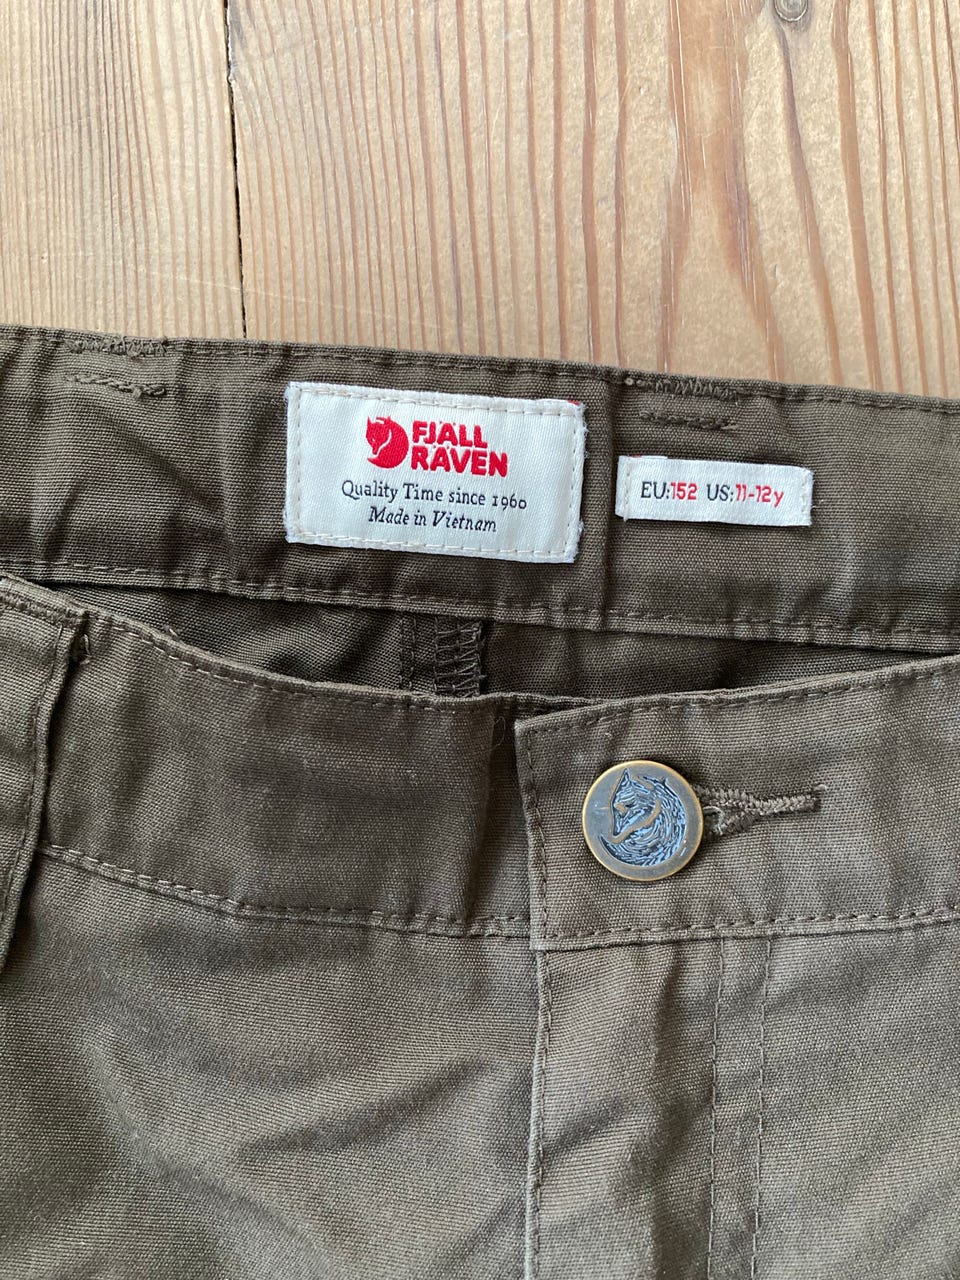 FJÄLL
RÄVEN
Quality Time since 1960
Made in Vietnam
EU:152 US:11-12y